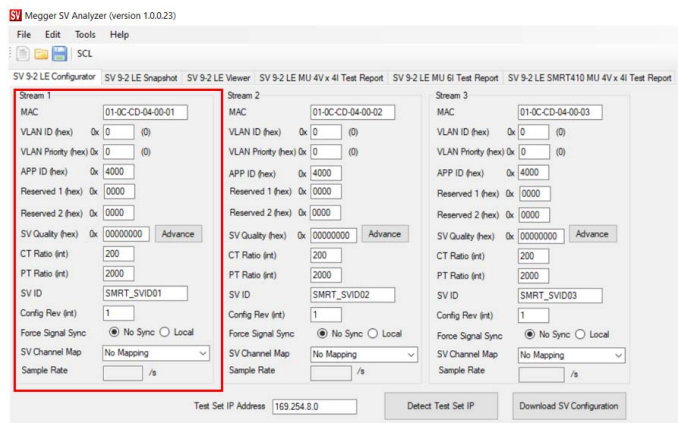 SV Megger SV Analyzer (version 1.0.0.23)
File Edit Tools Help
SCL
SV 9-2 LE Configurator SV 9-2 LE Snapshot SV 9-2 LE Viewer SV 9-2 LE MU 4V x 4I Test Report SV 9-2 LE MU 6I Test Report SV 9-2 LE SMRT410 MU 4V x 4I Test Report
Stream 1
MAC 01-0C-CD-04-00-01
VLAN ID (hex) 0x 0 (0)
VLAN Priority (hex) 0x 0 (0)
APP ID (hex) 0x 4000
Reserved 1 (hex) 0x 0000
Reserved 2 (hex) 0x 0000
SV Quality (hex) 0x 00000000 Advance
CT Ratio (int) 200
PT Ratio (int) 2000
SV ID SMRT_SVID01
Config Rev (int) 1
Force Signal Sync No Sync Local
SV Channel Map No Mapping
Sample Rate /s
Stream 2
MAC 01-0C-CD-04-00-02
VLAN ID (hex) 0x 0 (0)
VLAN Priority (hex) 0x 0 (0)
APP ID (hex) 0x 4000
Reserved 1 (hex) 0x 0000
Reserved 2 (hex) 0x 0000
SV Quality (hex) 0x 00000000 Advance
CT Ratio (int) 200
PT Ratio (int) 2000
SV ID SMRT_SVID02
Config Rev (int) 1
Force Signal Sync No Sync Local
SV Channel Map No Mapping
Sample Rate /s
Stream 3
MAC 01-0C-CD-04-00-03
VLAN ID (hex) 0x 0 (0)
VLAN Priority (hex) 0x 0 (0)
APP ID (hex) 0x 4000
Reserved 1 (hex) 0x 0000
Reserved 2 (hex) 0x 0000
SV Quality (hex) 0x 00000000 Advance
CT Ratio (int) 200
PT Ratio (int) 2000
SV ID SMRT_SVID03
Config Rev (int) 1
Force Signal Sync No Sync Local
SV Channel Map No Mapping
Sample Rate /s
Test Set IP Address 169.254.8.0 Detect Test Set IP Download SV Configuration